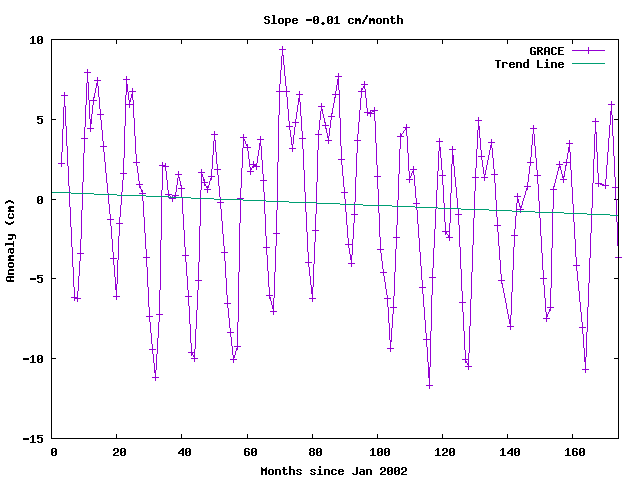 Slope -0.01 cm/month
GRACE
Trend Line
10
5
0
-5
-10
-15
Anomaly (cm)
0 20 40 60 80 100 120 140 160
Months since Jan 2002